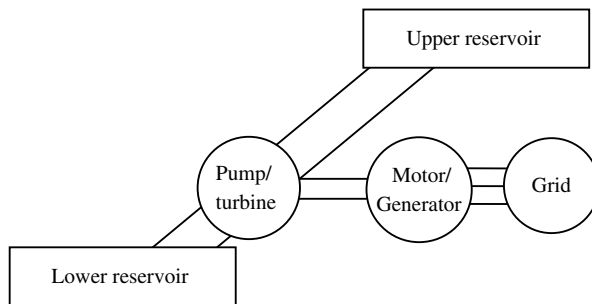 Upper reservoir
Pump/
turbine
Motor/
Generator
Grid
Lower reservoir